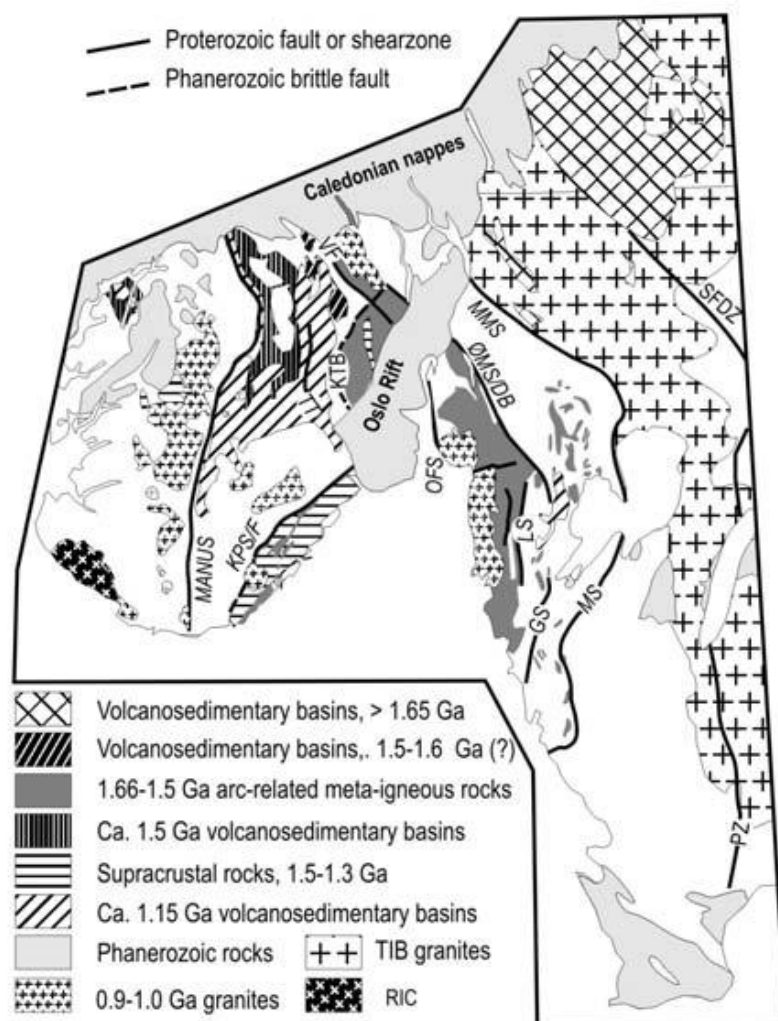 Proterozoic fault or shearzone
Phanerozoic brittle fault
Caledonian nappes
SFDZ
MMS
ØMS/DB
KTB
Oslo Rift
OFS
LS
MANUS
KPS/F
GS
MS
PZ
Volcanosedimentary basins, > 1.65 Ga
Volcanosedimentary basins,. 1.5-1.6 Ga (?)
1.66-1.5 Ga arc-related meta-igneous rocks
Ca. 1.5 Ga volcanosedimentary basins
Supracrustal rocks, 1.5-1.3 Ga
Ca. 1.15 Ga volcanosedimentary basins
Phanerozoic rocks
TIB granites
0.9-1.0 Ga granites
RIC